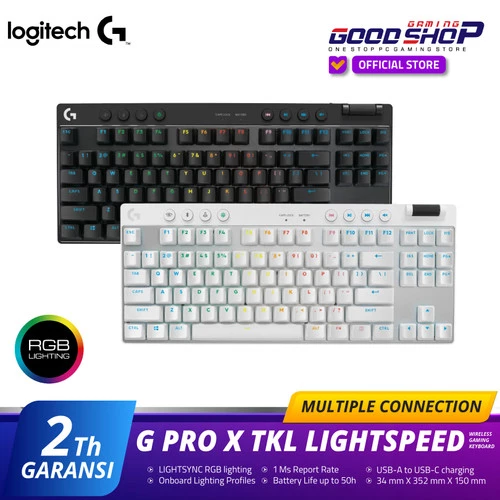 logitech G
GAMING
GOODSHOP
ONE STOP PC GAMING STORE
OFFICIAL STORE
RGB
LIGHTING
MULTIPLE CONNECTION
2Th
GARANSI
G PRO X TKL LIGHTSPEED
WIRELESS
GAMING
KEYBOARD
• LIGHTSYNC RGB lighting
• 1 Ms Report Rate
• USB-A to USB-C charging
• Onboard Lighting Profiles
• Battery Life up to 50h
• 34 mm X 352 mm X 150 mm